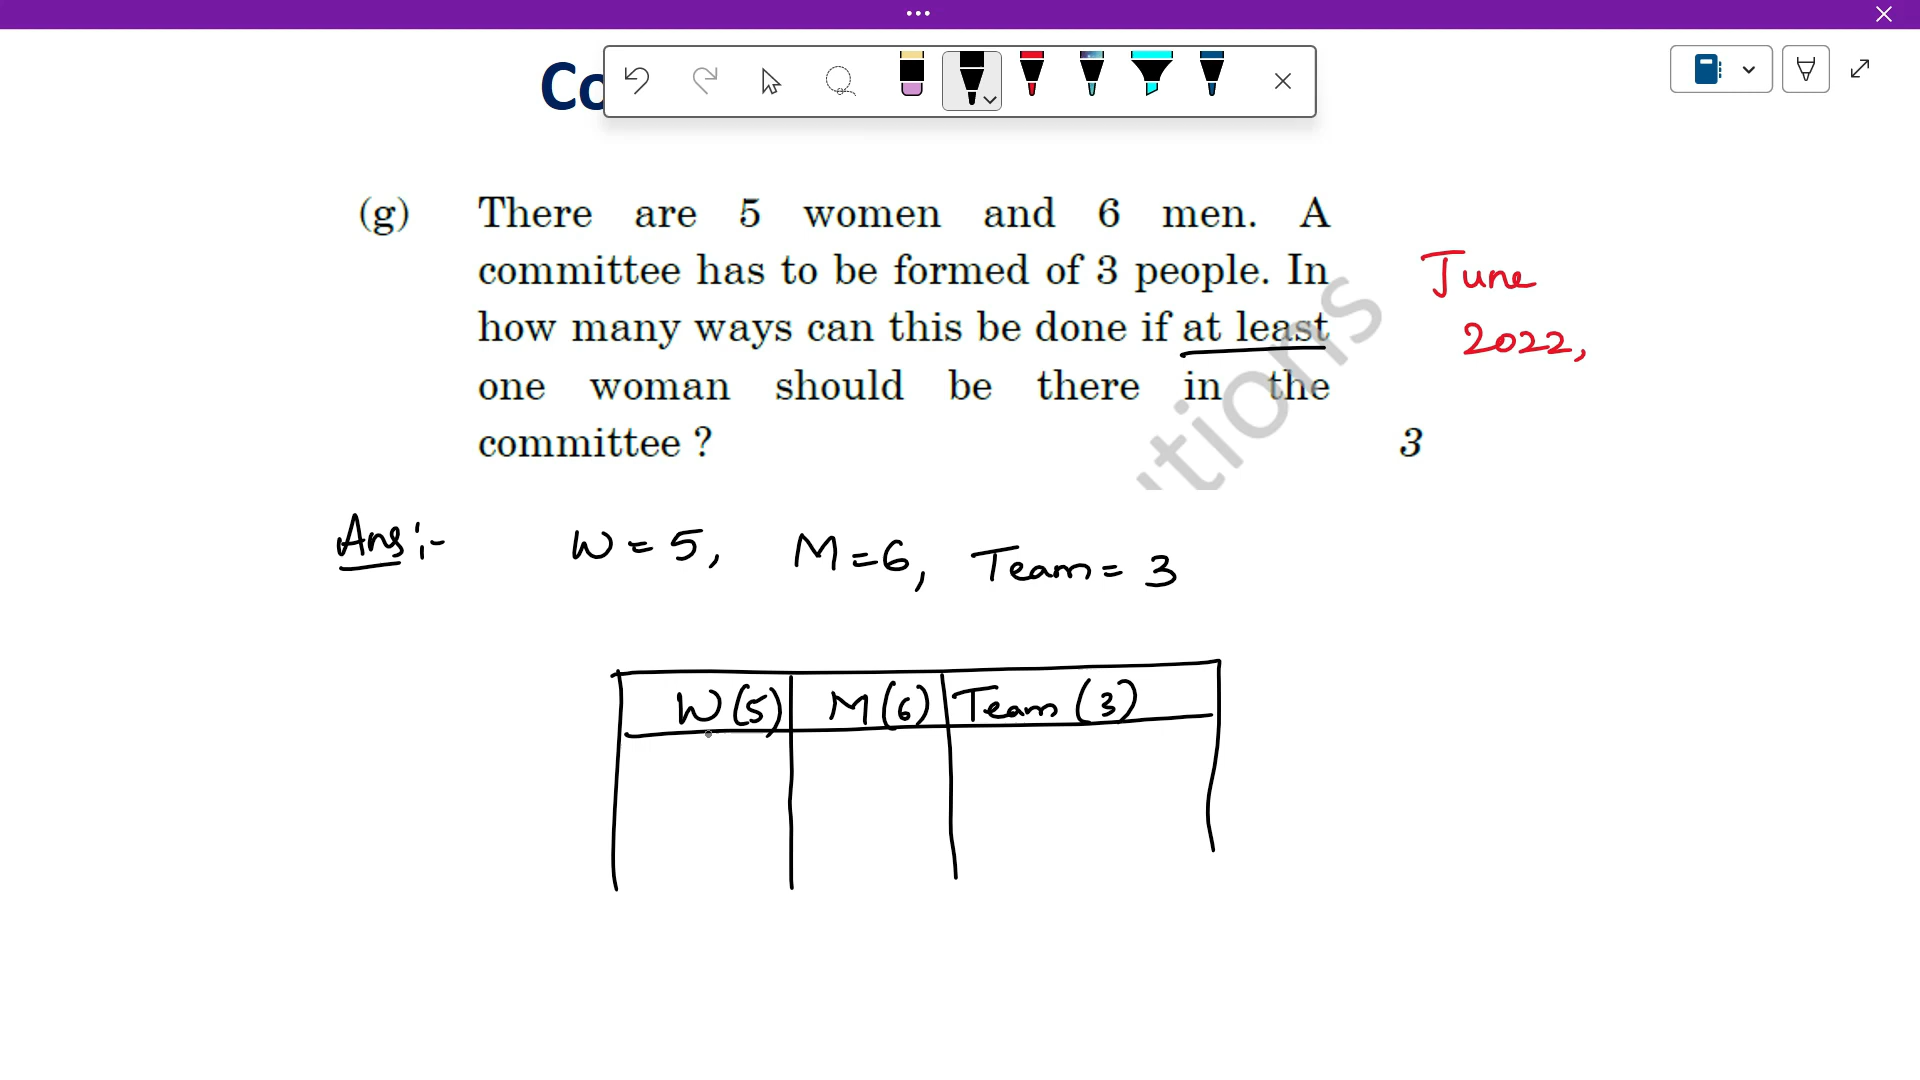 Co
(g) There are 5 women and 6 men. A
committee has to be formed of 3 people. In
how many ways can this be done if at least
one woman should be there in the
committee ? 3
June
2022,
Ans:-
W = 5, M = 6, Team = 3
W(5) M(6) Team (3)